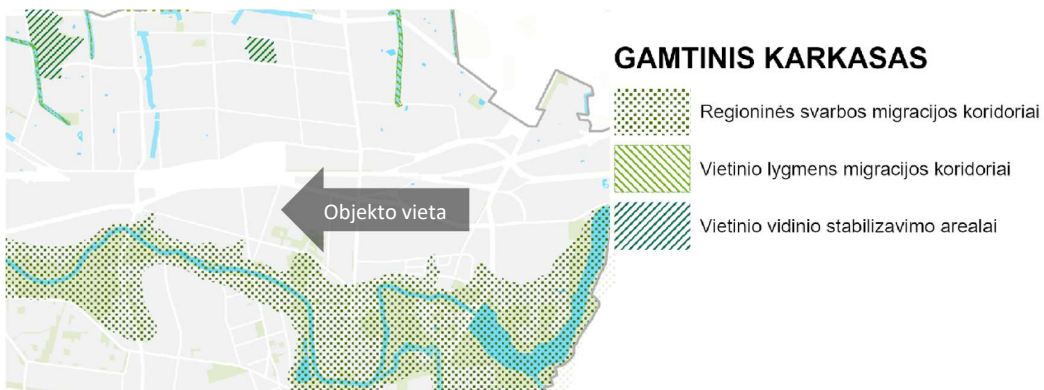 GAMTINIS KARKASAS
Regioninės svarbos migracijos koridoriai
Vietinio lygmens migracijos koridoriai
Vietinio vidinio stabilizavimo arealai
Objekto vieta